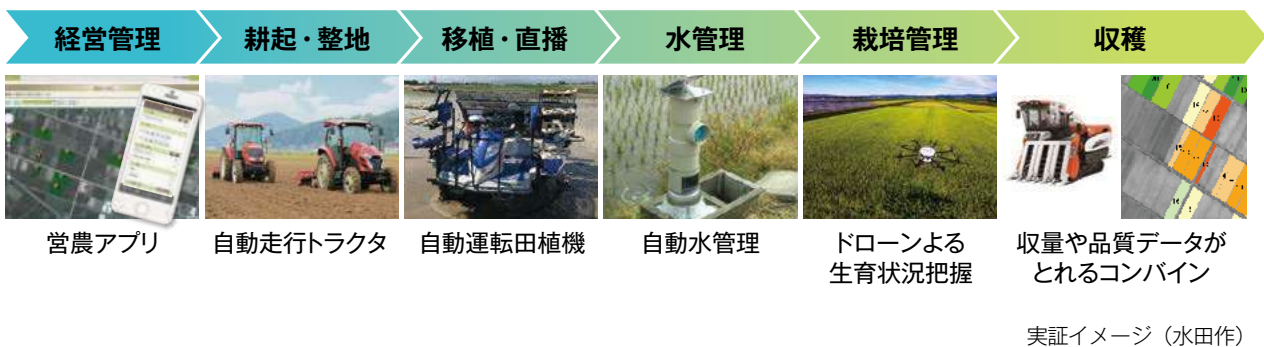 経営管理
耕起・整地
移植・直播
水管理
栽培管理
収穫
営農アプリ
自動走行トラクタ
自動運転田植機
自動水管理
ドローンよる
生育状況把握
収量や品質データが
とれるコンバイン
実証イメージ（水田作）